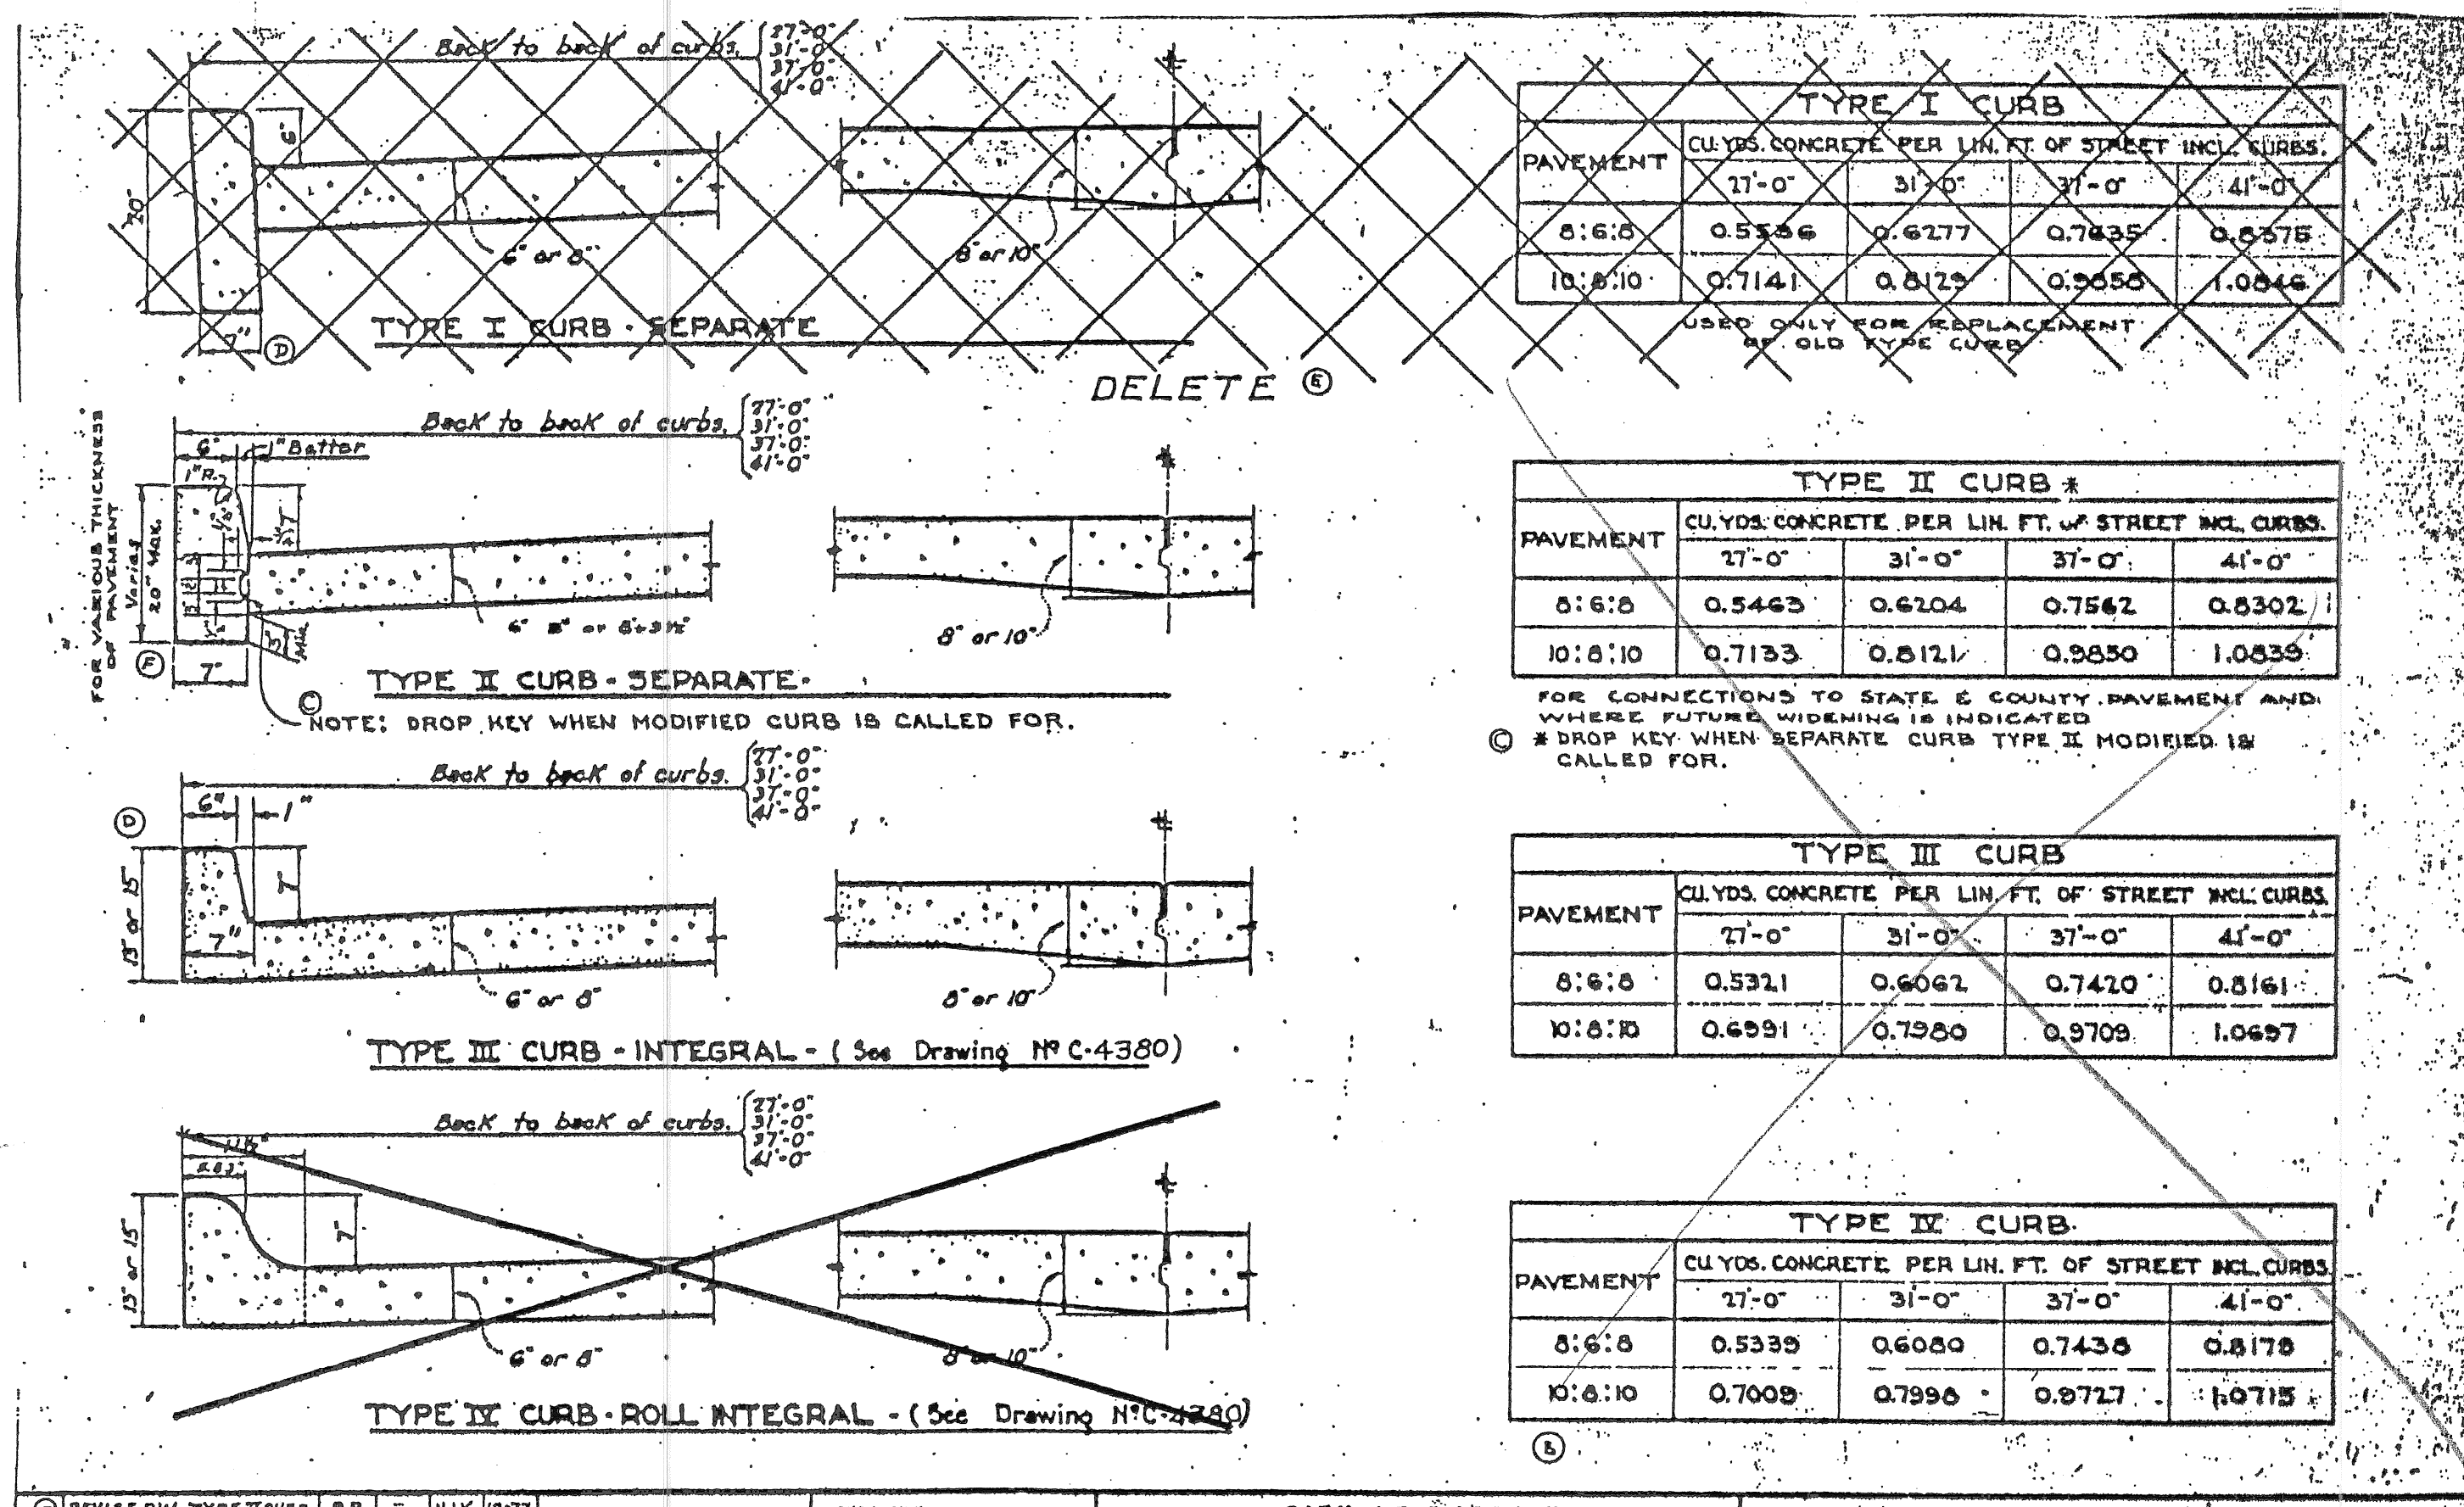 Back to back of curbs.
27'-0"
31'-0"
37'-0"
41'-0"
6"
20"
7"
D
6" or 8"
8" or 10"
TYPE I CURB - SEPARATE
DELETE E
TYPE I CURB
PAVEMENT
CU. YDS. CONCRETE PER LIN. FT. OF STREET INCL. CURBS.
27'-0" 31'-0" 37'-0" 41'-0"
8:6:8 0.5536 0.6277 0.7635 0.8375
10:8:10 0.7141 0.8129 0.9858 1.0846
USED ONLY FOR REPLACEMENT
OF OLD TYPE CURB
Back to back of curbs.
27'-0"
31'-0"
37'-0"
41'-0"
6" 1" Batter
1" R.
FOR VARIOUS THICKNESS
OF PAVEMENT
Varies
20" MAX.
3" Min
F
7"
8" or 10"
TYPE II CURB - SEPARATE-
C
NOTE: DROP KEY WHEN MODIFIED CURB IS CALLED FOR.
TYPE II CURB *
PAVEMENT
CU. YDS. CONCRETE PER LIN. FT. OF STREET INCL. CURBS.
27'-0" 31'-0" 37'-0" 41'-0"
8:6:8 0.5463 0.6204 0.7562 0.8302
10:8:10 0.7133 0.8121 0.9850 1.0839
FOR CONNECTIONS TO STATE & COUNTY PAVEMENT AND
WHERE FUTURE WIDENING IS INDICATED
C * DROP KEY WHEN SEPARATE CURB TYPE II MODIFIED IS
CALLED FOR.
Back to back of curbs.
27'-0"
31'-0"
37'-0"
41'-0"
D
6" 1"
7"
13" or 15"
7"
6" or 8"
8" or 10"
TYPE III CURB - INTEGRAL - (See Drawing No C-4380)
TYPE III CURB
PAVEMENT
CU. YDS. CONCRETE PER LIN. FT. OF STREET INCL. CURBS.
27'-0" 31'-0" 37'-0" 41'-0"
8:6:8 0.5321 0.6062 0.7420 0.8161
10:8:10 0.6991 0.7980 0.9709 1.0697
Back to back of curbs.
27'-0"
31'-0"
37'-0"
41'-0"
11½"
7"
13" or 15"
6" or 8"
8" or 10"
TYPE IV CURB - ROLL INTEGRAL - (See Drawing No C-4380)
TYPE IV CURB
PAVEMENT
CU. YDS. CONCRETE PER LIN. FT. OF STREET INCL. CURBS
27'-0" 31'-0" 37'-0" 41'-0"
8:6:8 0.5339 0.6080 0.7438 0.8178
10:8:10 0.7009 0.7998 0.9727 1.0715
B